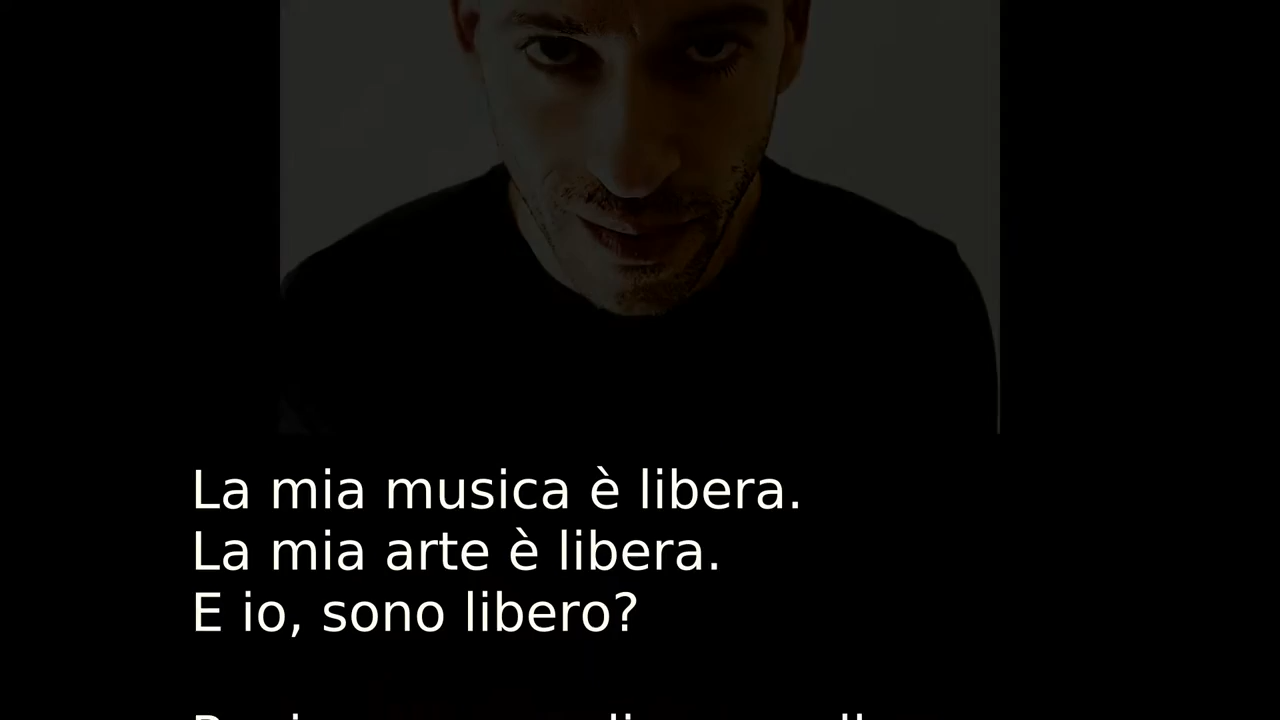 La mia musica è libera.
La mia arte è libera.
E io, sono libero?